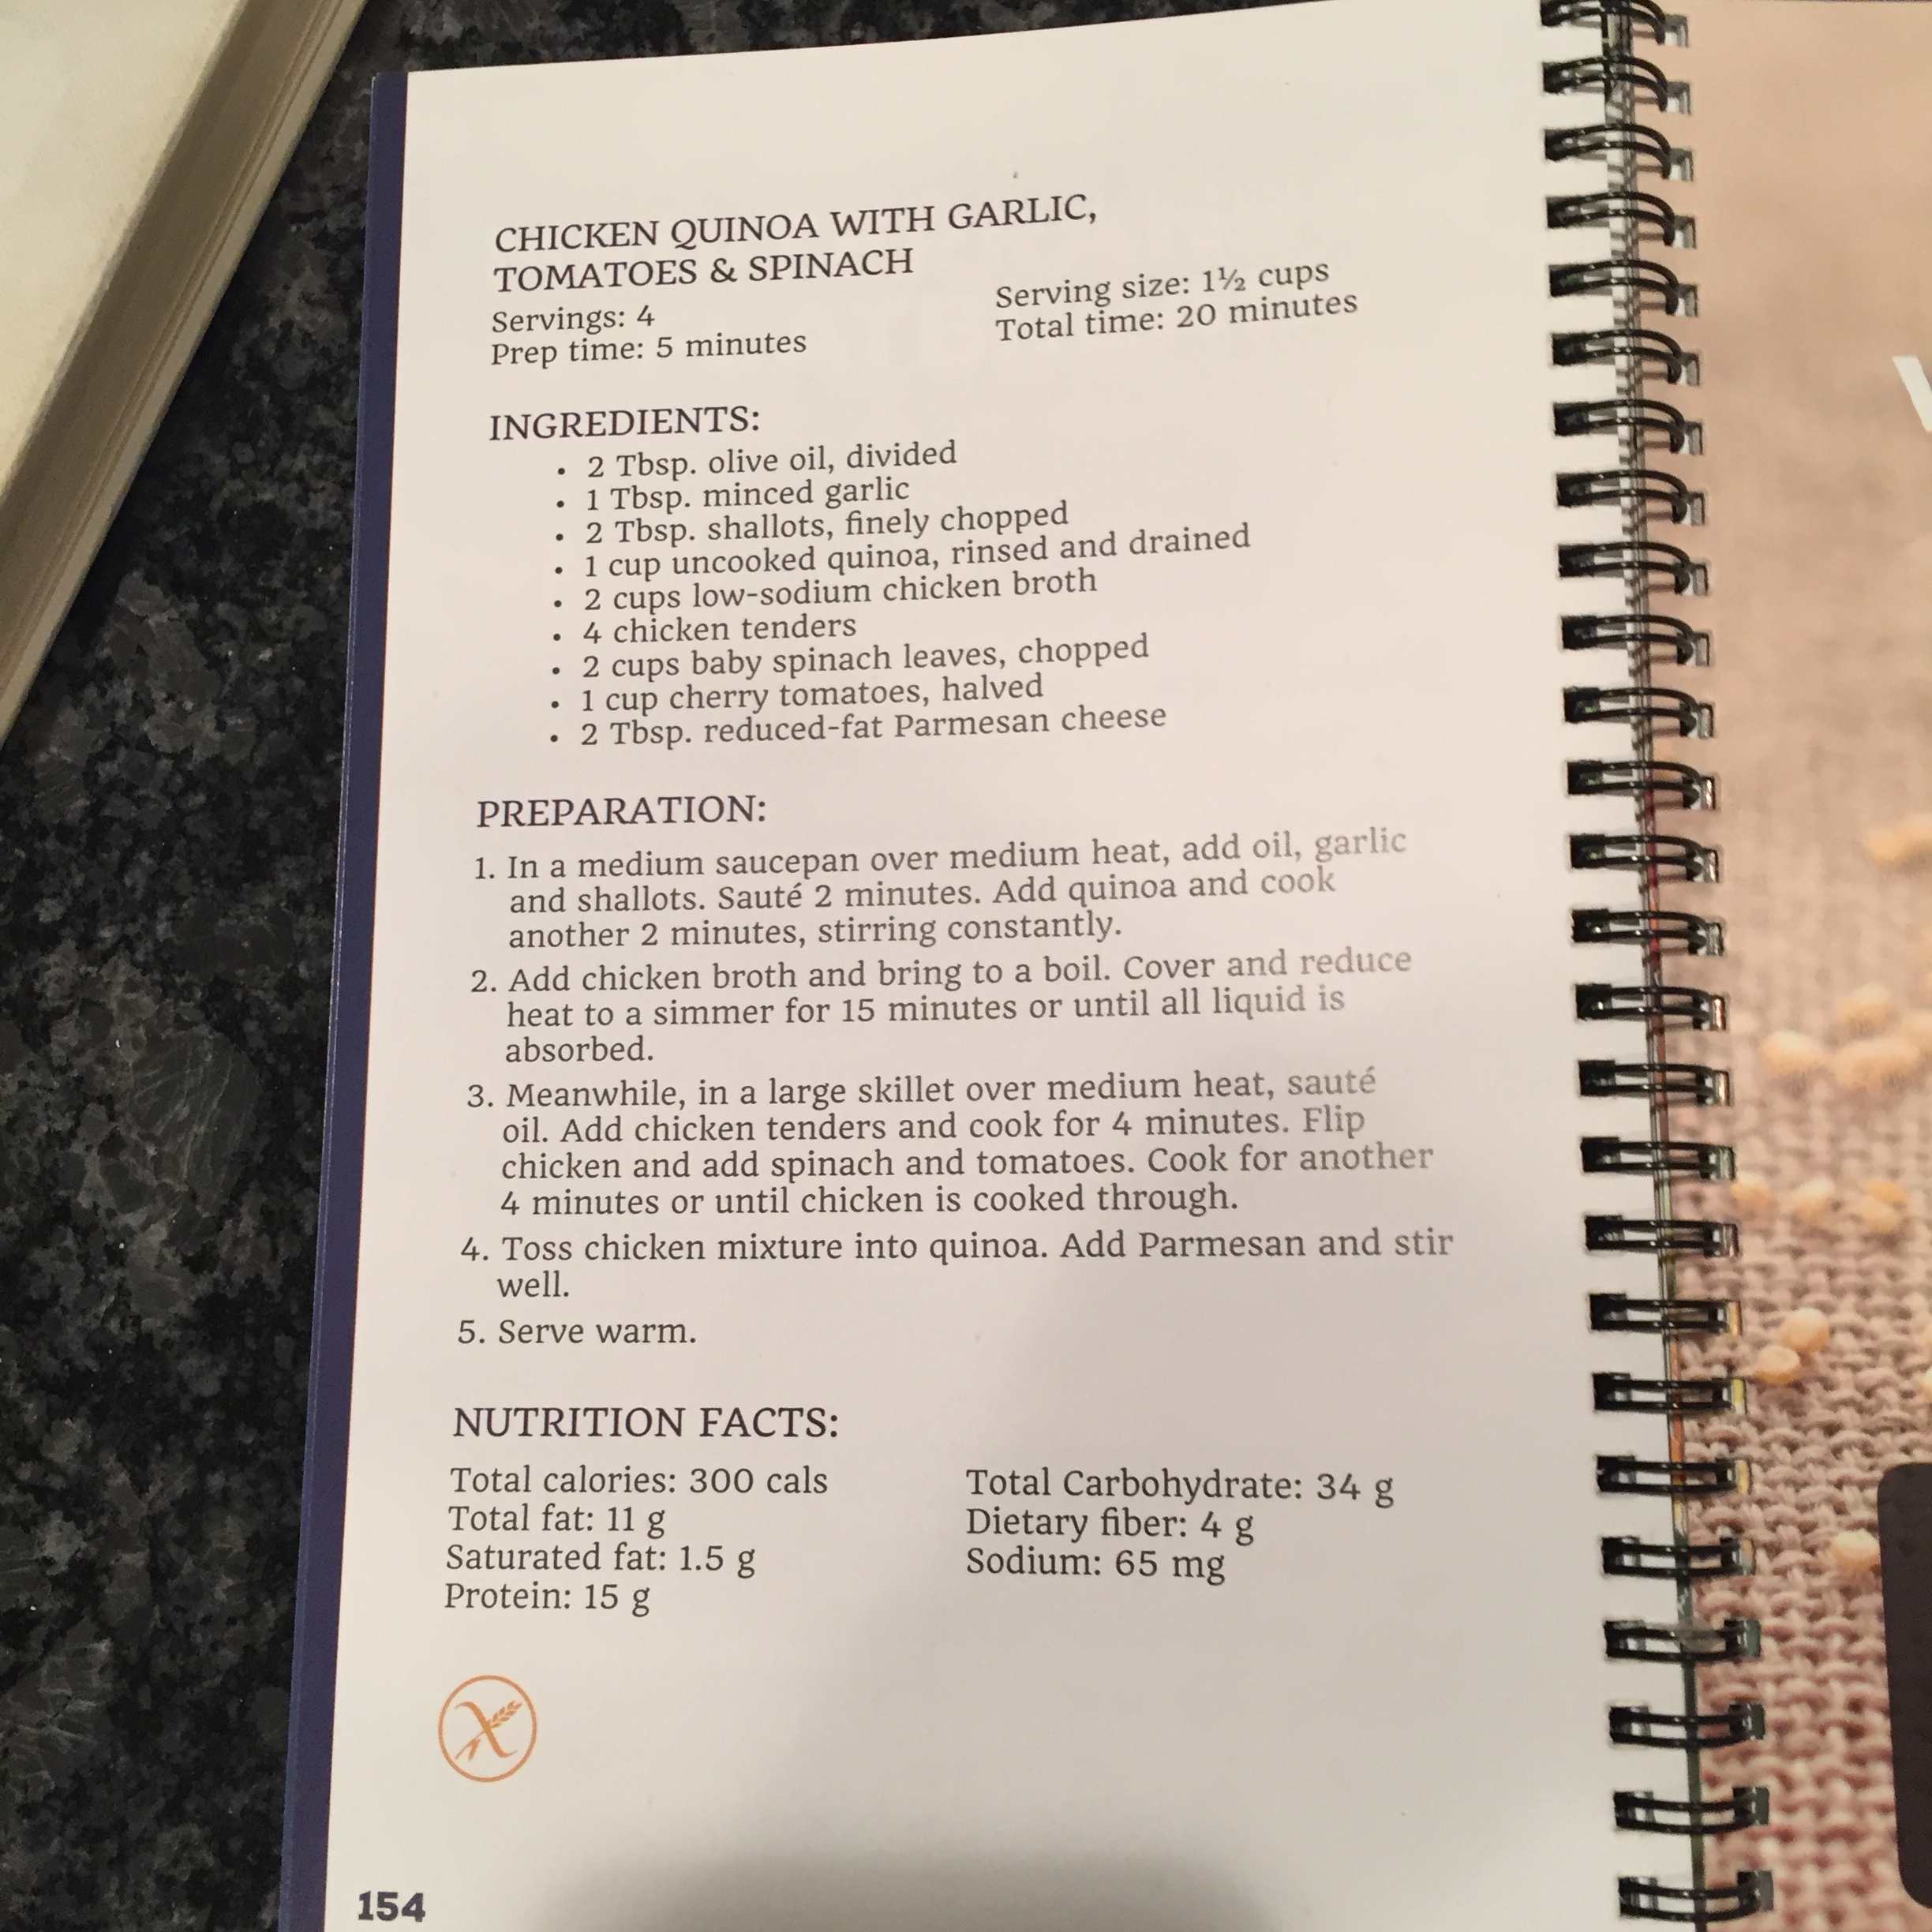 CHICKEN QUINOA WITH GARLIC,
TOMATOES & SPINACH
Servings: 4
Prep time: 5 minutes
Serving size: 1½ cups
Total time: 20 minutes
INGREDIENTS:
• 2 Tbsp. olive oil, divided
• 1 Tbsp. minced garlic
• 2 Tbsp. shallots, finely chopped
• 1 cup uncooked quinoa, rinsed and drained
• 2 cups low-sodium chicken broth
• 4 chicken tenders
• 2 cups baby spinach leaves, chopped
• 1 cup cherry tomatoes, halved
• 2 Tbsp. reduced-fat Parmesan cheese
PREPARATION:
1. In a medium saucepan over medium heat, add oil, garlic
and shallots. Sauté 2 minutes. Add quinoa and cook
another 2 minutes, stirring constantly.
2. Add chicken broth and bring to a boil. Cover and reduce
heat to a simmer for 15 minutes or until all liquid is
absorbed.
3. Meanwhile, in a large skillet over medium heat, sauté
oil. Add chicken tenders and cook for 4 minutes. Flip
chicken and add spinach and tomatoes. Cook for another
4 minutes or until chicken is cooked through.
4. Toss chicken mixture into quinoa. Add Parmesan and stir
well.
5. Serve warm.
NUTRITION FACTS:
Total calories: 300 cals
Total fat: 11 g
Saturated fat: 1.5 g
Protein: 15 g
Total Carbohydrate: 34 g
Dietary fiber: 4 g
Sodium: 65 mg
154